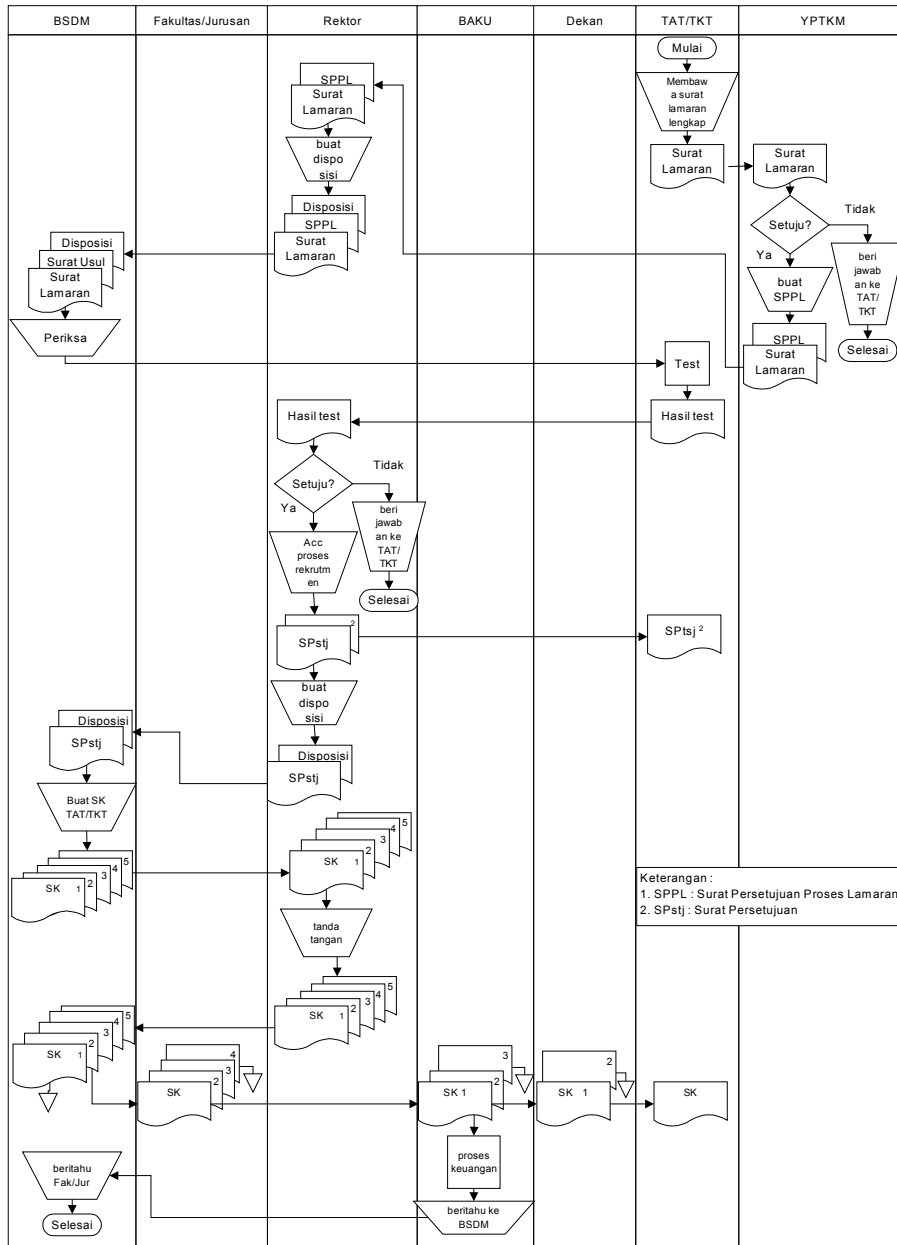 BSDM
Fakultas/Jurusan
Rektor
BAKU
Dekan
TAT/TKT
YPTKM
Mulai
Membaw
a surat
lamaran
lengkap
Surat
Lamaran
Surat
Lamaran
Setuju?
Tidak
Ya
beri
jawab
an ke
TAT/
TKT
Selesai
buat
SPPL
SPPL
Surat
Lamaran
SPPL
Surat
Lamaran
buat
dispo
sisi
Disposisi
SPPL
Surat
Lamaran
Disposisi
Surat Usul
Surat
Lamaran
Periksa
Test
Hasil test
Hasil test
Setuju?
Tidak
Ya
beri
jawab
an ke
TAT/
TKT
Selesai
Acc
proses
rekrutm
en
2
SPstj
SPtsj 2
buat
dispo
sisi
Disposisi
SPstj
Disposisi
SPstj
Buat SK
TAT/TKT
5
4
3
2
SK 1
5
4
3
2
SK 1
Keterangan :
1. SPPL : Surat Persetujuan Proses Lamaran
2. SPstj : Surat Persetujuan
tanda
tangan
5
4
3
2
SK 1
5
4
3
2
SK 1
4
3
2
SK
3
2
SK 1
2
SK 1
SK
proses
keuangan
beritahu ke
BSDM
beritahu
Fak/Jur
Selesai